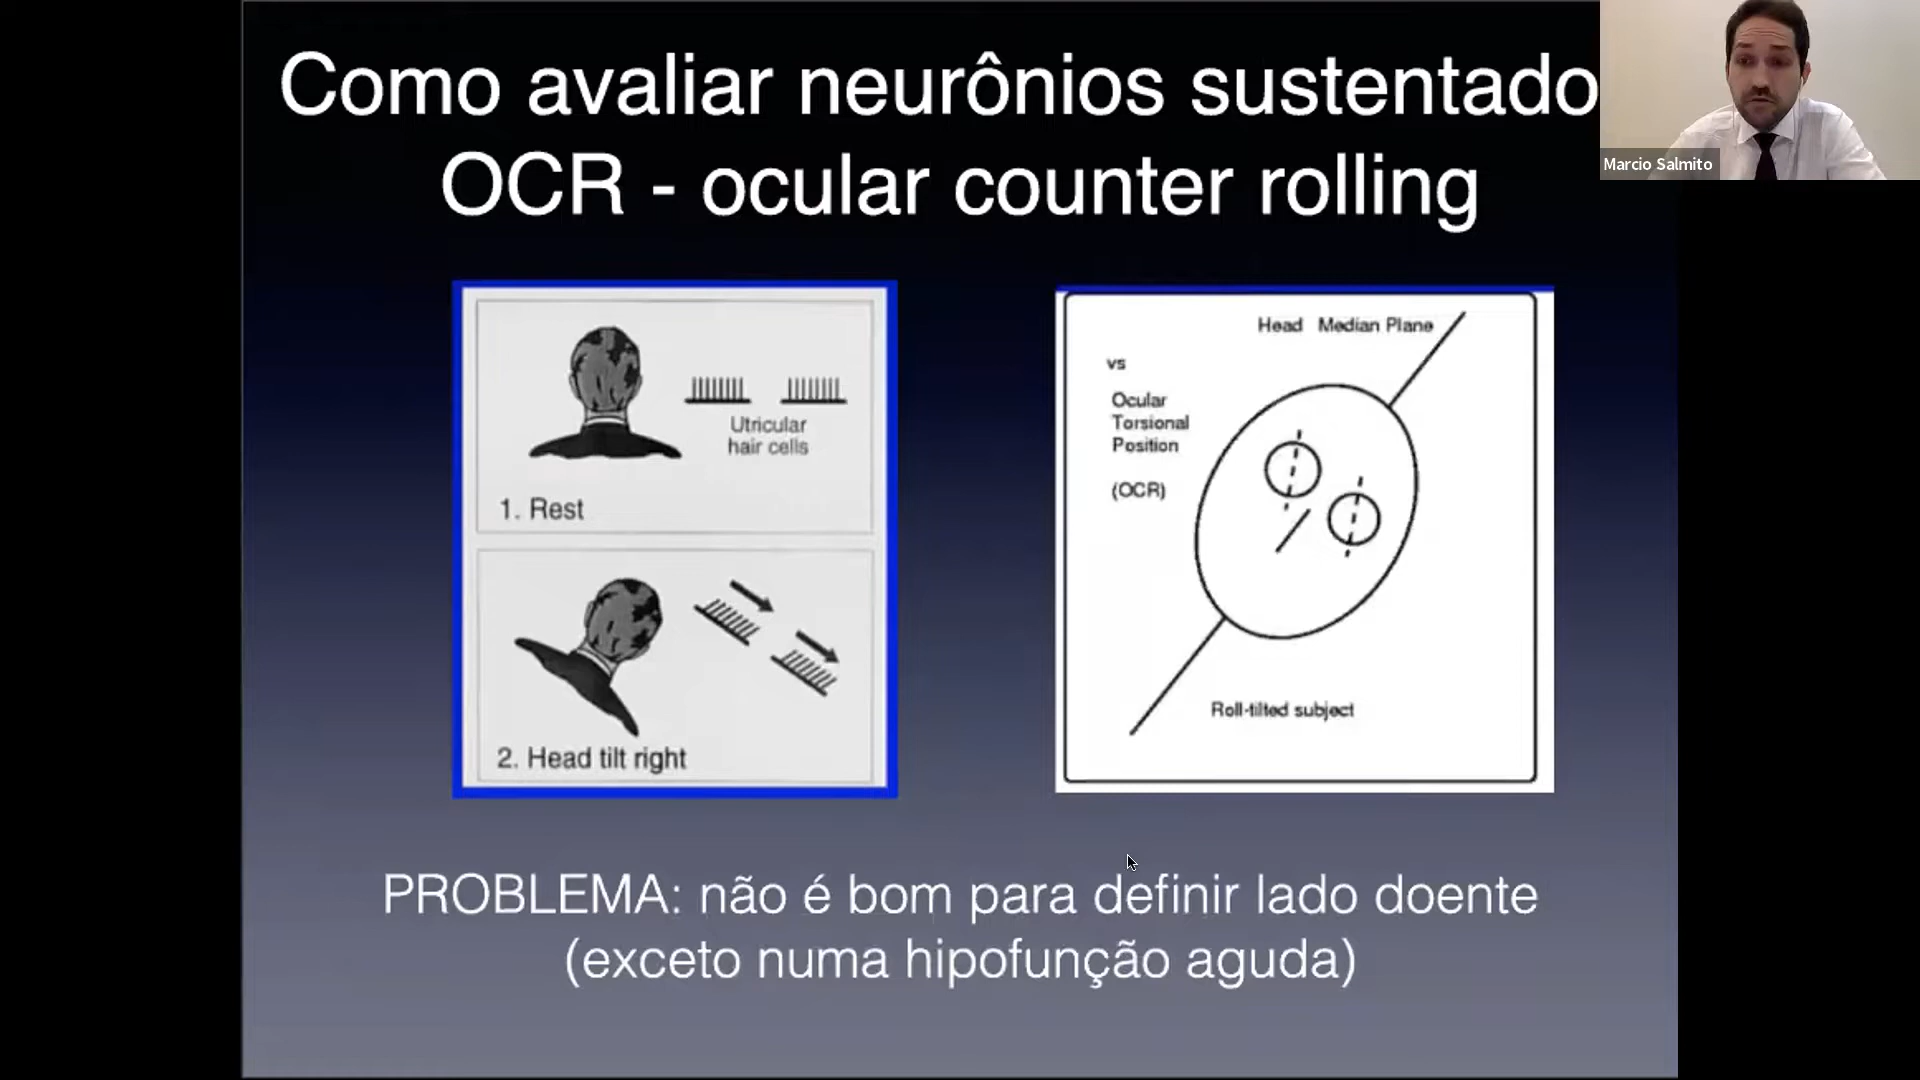 Como avaliar neurônios sustentado
OCR - ocular counter rolling
Marcio Salmito
Utricular
hair cells
1. Rest
2. Head tilt right
Head Median Plane
vs
Ocular
Torsional
Position
(OCR)
Roll-tilted subject
PROBLEMA: não é bom para definir lado doente
(exceto numa hipofunção aguda)